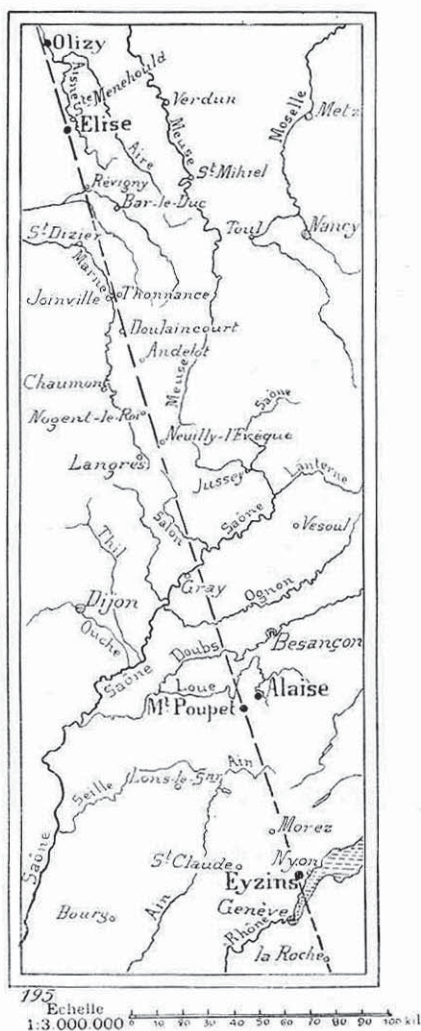 Olizy
Aisne
Menehould
Verdun
Metz
Moselle
Elise
Aire
Meuse
St Mihiel
Révigny
Bar-le-Duc
St Dizier
Toul
Nancy
Marne
Joinville
Thonnance
Doulaincourt
Andelot
Meuse
Chaumont
Nogent-le-Roi
Saône
Neuilly-l'Evêque
Langres
Jussey
Lanterne
Salon
Saône
Vesoul
Thil
Gray
Ognon
Dijon
Ouche
Doubs
Besançon
Saône
Loue
Alaise
Mt Poupet
Ain
Seille
Lons-le-Sar
Morez
Saône
St Claude
Nyon
Eyzins
Bourg
Ain
Genève
Rhône
la Roche
195
Echelle
1:3.000.000
0 10 20 30 40 50 60 70 80 90 100 kil